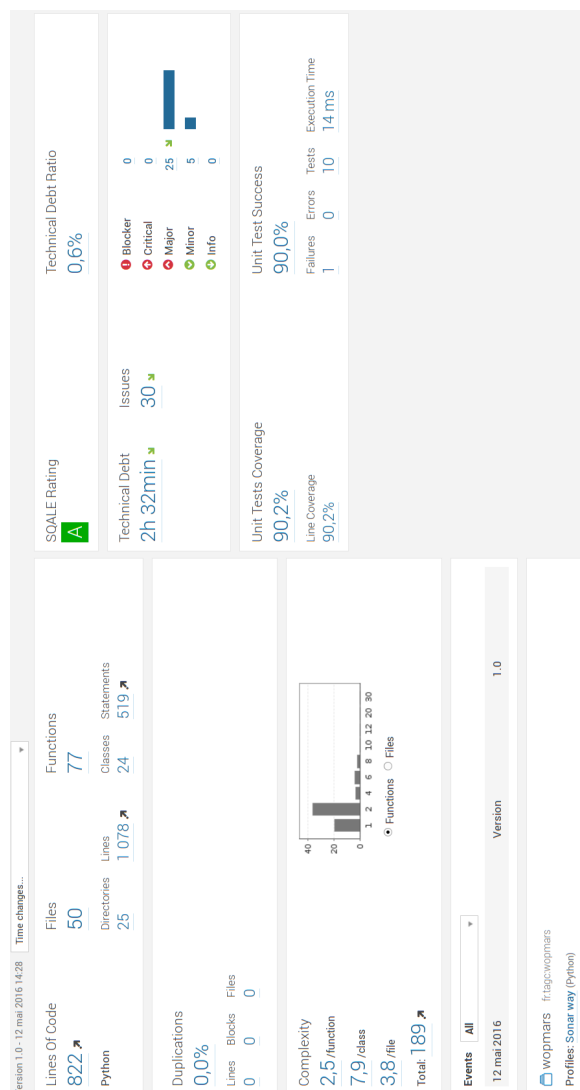 ersion 1.0 - 12 mai 2016 14:28 Time changes...
Lines Of Code Files Functions
822 50 77
Python Directories Lines Classes Statements
25 1 078 24 519
Duplications
0,0%
Lines Blocks Files
0 0 0
Complexity
2,5 /function
7,9 /class
3,8 /file
Total: 189
40
20
0
1 2 4 6 8 10 12 20 30
Functions Files
Events All
12 mai 2016 Version 1.0
wopmars fr.tagc:wopmars
Profiles: Sonar way (Python)
SQALE Rating Technical Debt Ratio
A 0,6%
Technical Debt Issues
2h 32min 30
Blocker 0
Critical 0
Major 25
Minor 5
Info 0
Unit Tests Coverage Unit Test Success
90,2% 90,0%
Line Coverage Failures Errors Tests Execution Time
90,2% 1 0 10 14 ms